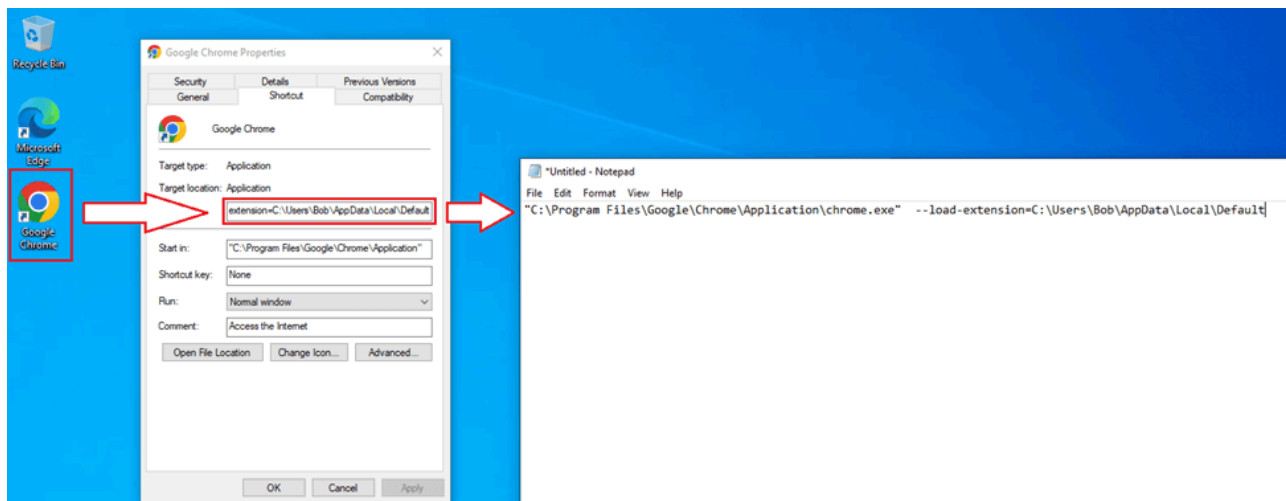 Recycle Bin
Microsoft
Edge
Google
Chrome
Google Chrome Properties
Security Details Previous Versions
General Shortcut Compatibility
Google Chrome
Target type: Application
Target location: Application
extension=C:\Users\Bob\AppData\Local\Default
Start in: "C:\Program Files\Google\Chrome\Application"
Shortcut key: None
Run: Normal window
Comment: Access the Internet
Open File Location Change Icon... Advanced...
OK Cancel Apply
*Untitled - Notepad
File Edit Format View Help
"C:\Program Files\Google\Chrome\Application\chrome.exe" --load-extension=C:\Users\Bob\AppData\Local\Default